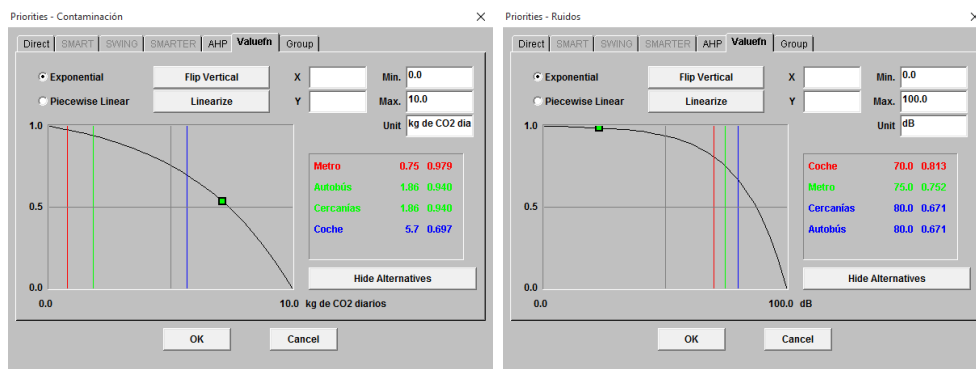 Priorities - Contaminación
Direct SMART SWING SMARTER AHP Valuefn Group
Exponential Flip Vertical X Min. 0.0
Piecewise Linear Linearize Y Max. 10.0
Unit kg de CO2 dia
1.0
Metro 0.75 0.979
Autobús 1.86 0.940
0.5 Cercanías 1.86 0.940
Coche 5.7 0.697
Hide Alternatives
0.0
0.0 10.0 kg de CO2 diarios
OK Cancel
Priorities - Ruidos
Direct SMART SWING SMARTER AHP Valuefn Group
Exponential Flip Vertical X Min. 0.0
Piecewise Linear Linearize Y Max. 100.0
Unit dB
1.0
Coche 70.0 0.813
Metro 75.0 0.752
0.5 Cercanías 80.0 0.671
Autobús 80.0 0.671
Hide Alternatives
0.0
0.0 100.0 dB
OK Cancel